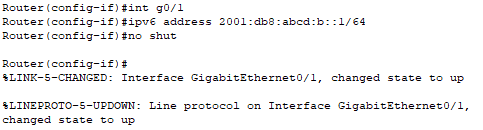 Router(config-if)#int g0/1
Router(config-if)#ipv6 address 2001:db8:abcd:b::1/64
Router(config-if)#no shut
Router(config-if)#
%LINK-5-CHANGED: Interface GigabitEthernet0/1, changed state to up
%LINEPROTO-5-UPDOWN: Line protocol on Interface GigabitEthernet0/1,
changed state to up